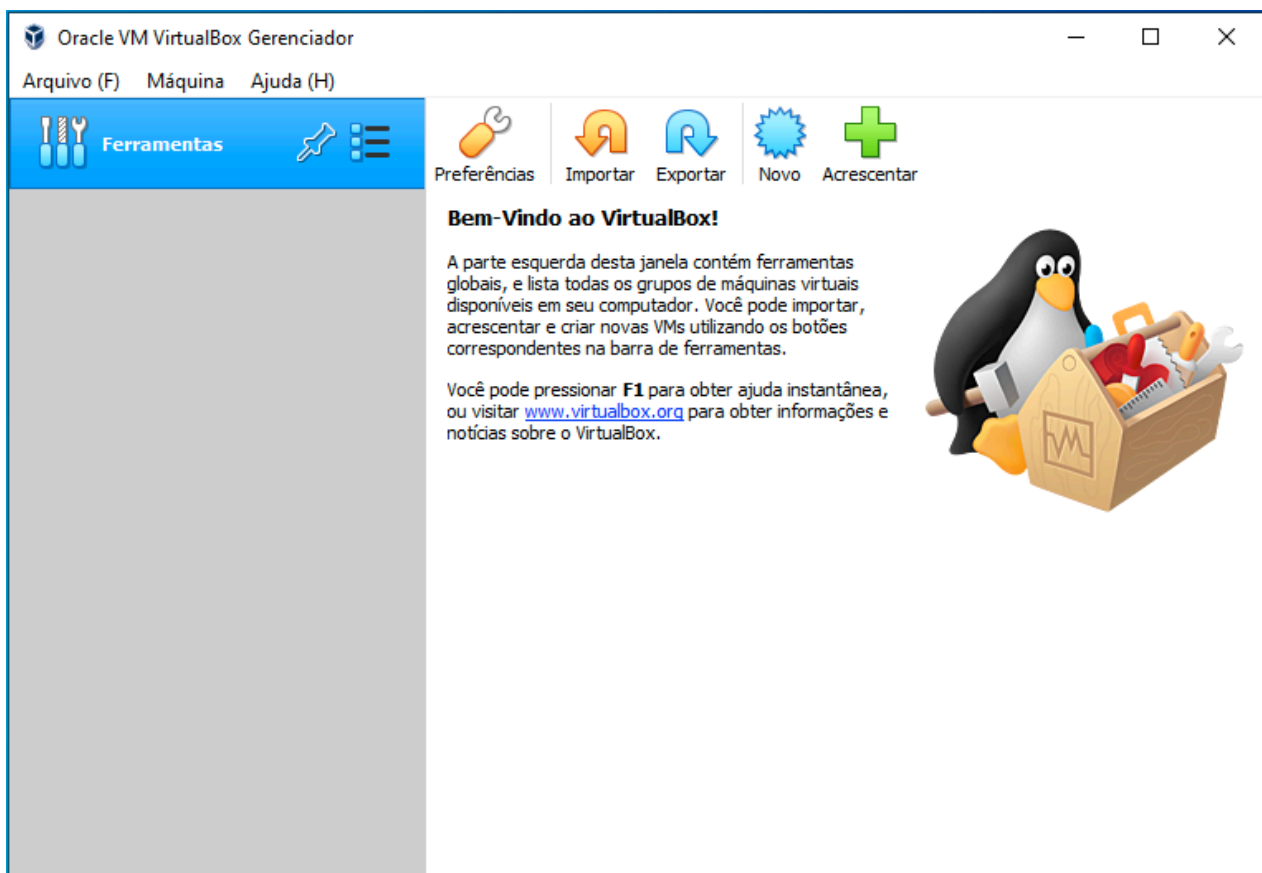 Oracle VM VirtualBox Gerenciador
Arquivo (F) Máquina Ajuda (H)
Ferramentas
Preferências Importar Exportar Novo Acrescentar
Bem-Vindo ao VirtualBox!
A parte esquerda desta janela contém ferramentas
globais, e lista todas os grupos de máquinas virtuais
disponíveis em seu computador. Você pode importar,
acrescentar e criar novas VMs utilizando os botões
correspondentes na barra de ferramentas.
Você pode pressionar F1 para obter ajuda instantânea,
ou visitar www.virtualbox.org para obter informações e
notícias sobre o VirtualBox.